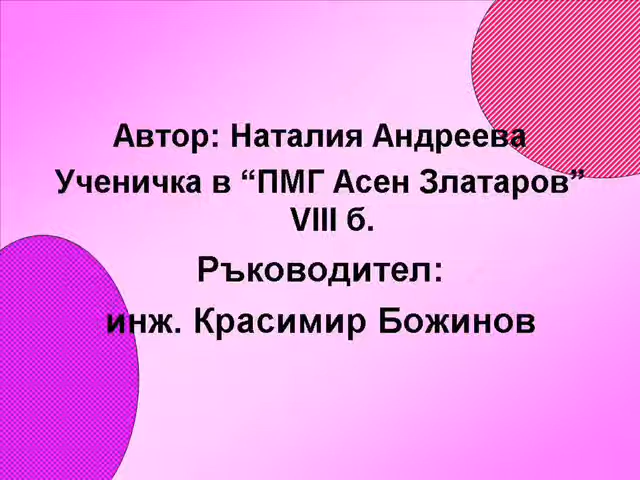 Автор: Наталия Андреева
Ученичка в “ПМГ Асен Златаров”
VIII б.
Ръководител:
инж. Красимир Божинов